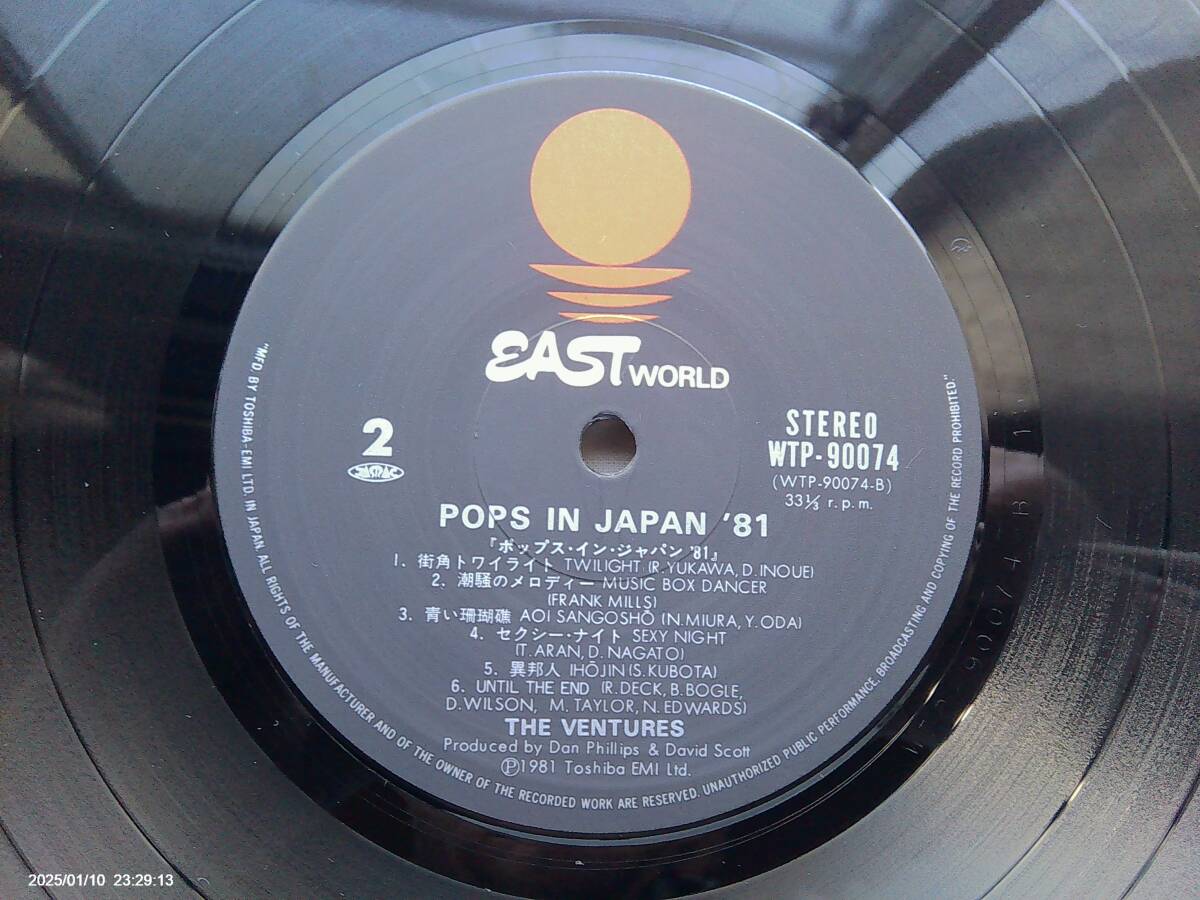 EAST WORLD
2
JASRAC
STEREO
WTP-90074
(WTP-90074-B)
33⅓ r.p.m.
POPS IN JAPAN '81
『ポップス・イン・ジャパン '81』
1. 街角トワイライト TWILIGHT (R.YUKAWA, D.INOUE)
2. 潮騒のメロディー MUSIC BOX DANCER
(FRANK MILLS)
3. 青い珊瑚礁 AOI SANGOSHŌ (N.MIURA, Y.ODA)
4. セクシー・ナイト SEXY NIGHT
(T.ARAN, D.NAGATO)
5. 異邦人 IHŌJIN (S.KUBOTA)
6. UNTIL THE END (R.DECK, B.BOGLE,
D.WILSON, M.TAYLOR, N.EDWARDS)
THE VENTURES
Produced by Dan Phillips & David Scott
Ⓟ1981 Toshiba EMI Ltd.
"MFD. BY TOSHIBA-EMI LTD. IN JAPAN. ALL RIGHTS OF THE MANUFACTURER AND OF THE OWNER OF THE RECORDED WORK ARE RESERVED. UNAUTHORIZED PUBLIC PERFORMANCE, BROADCASTING AND COPYING OF THE RECORD PROHIBITED."
2025/01/10 23:29:13